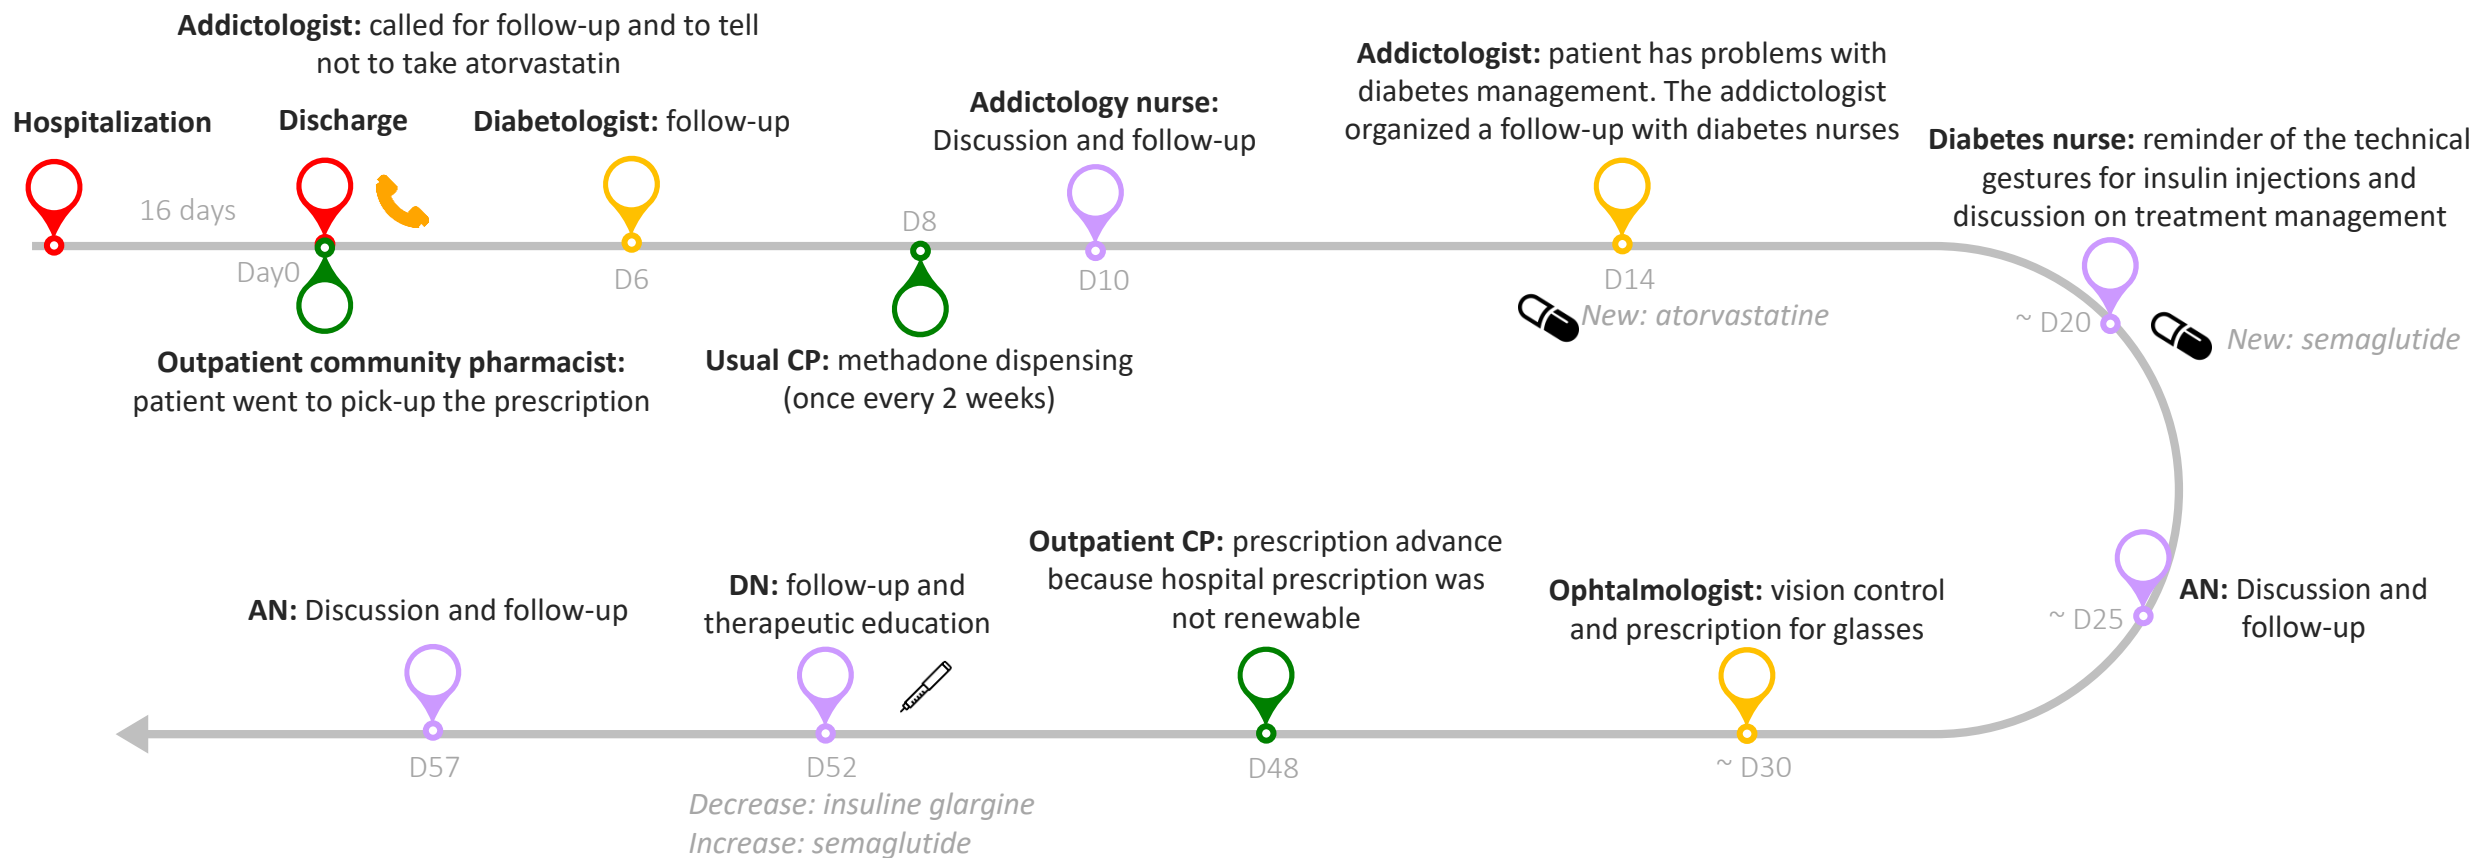 Addictologist: called for follow-up and to tell
not to take atorvastatin
Hospitalization
Discharge
Diabetologist: follow-up
Addictology nurse:
Discussion and follow-up
Addictologist: patient has problems with
diabetes management. The addictologist
organized a follow-up with diabetes nurses
Diabetes nurse: reminder of the technical
gestures for insulin injections and
discussion on treatment management
16 days
Day0
D6
D8
D10
D14
New: atorvastatine
~ D20
New: semaglutide
Outpatient community pharmacist:
patient went to pick-up the prescription
Usual CP: methadone dispensing
(once every 2 weeks)
AN: Discussion and
follow-up
~ D25
Ophtalmologist: vision control
and prescription for glasses
~ D30
Outpatient CP: prescription advance
because hospital prescription was
not renewable
D48
DN: follow-up and
therapeutic education
D52
Decrease: insuline glargine
Increase: semaglutide
AN: Discussion and follow-up
D57